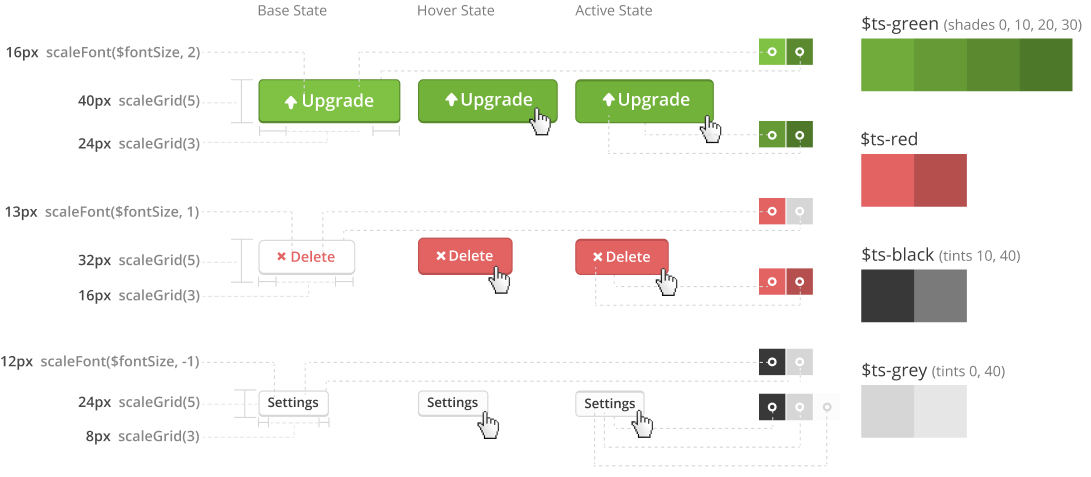 Base State
Hover State
Active State
$ts-green (shades 0, 10, 20, 30)
16px scaleFont($fontSize, 2)
40px scaleGrid(5)
Upgrade
Upgrade
Upgrade
24px scaleGrid(3)
$ts-red
13px scaleFont($fontSize, 1)
32px scaleGrid(5)
Delete
Delete
Delete
$ts-black (tints 10, 40)
16px scaleGrid(3)
12px scaleFont($fontSize, -1)
$ts-grey (tints 0, 40)
24px scaleGrid(5)
Settings
Settings
Settings
8px scaleGrid(3)